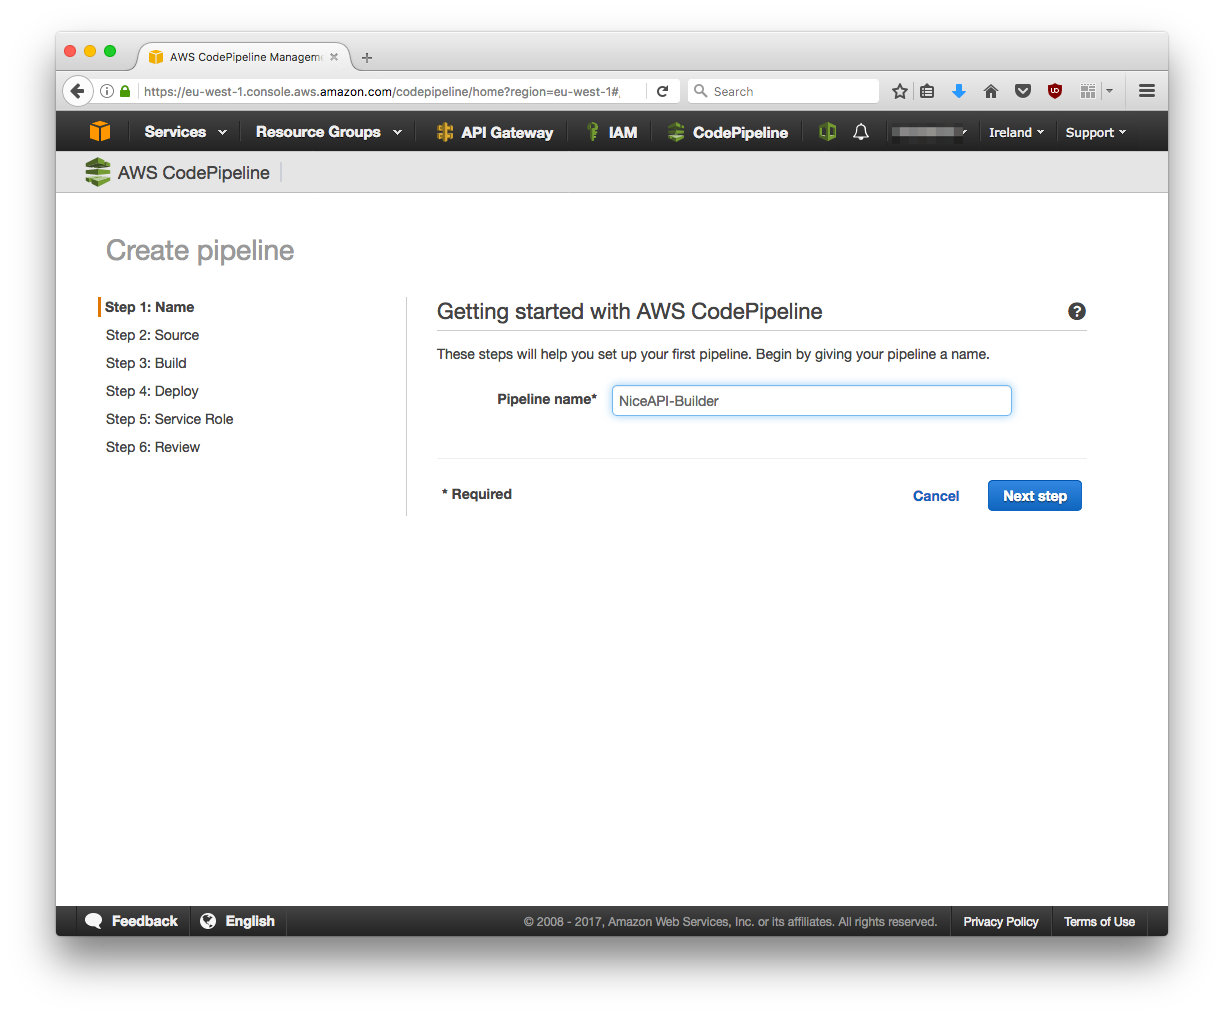 AWS CodePipeline Managem
https://eu-west-1.console.aws.amazon.com/codepipeline/home?region=eu-west-1#
Search
Services
Resource Groups
API Gateway
IAM
CodePipeline
Ireland
Support
AWS CodePipeline
Create pipeline
Step 1: Name
Step 2: Source
Step 3: Build
Step 4: Deploy
Step 5: Service Role
Step 6: Review
Getting started with AWS CodePipeline
?
These steps will help you set up your first pipeline. Begin by giving your pipeline a name.
Pipeline name*
NiceAPI-Builder
* Required
Cancel
Next step
Feedback
English
© 2008 - 2017, Amazon Web Services, Inc. or its affiliates. All rights reserved.
Privacy Policy
Terms of Use